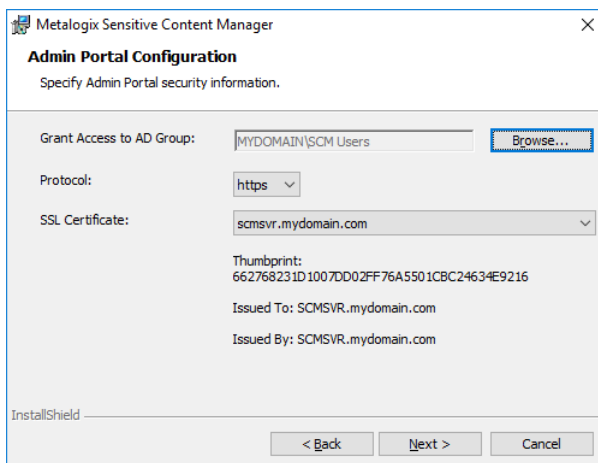 Metalogix Sensitive Content Manager
Admin Portal Configuration
Specify Admin Portal security information.
Grant Access to AD Group: MYDOMAIN\SCM Users Browse...
Protocol: https
SSL Certificate: scmsvr.mydomain.com
Thumbprint:
662768231D1007DD02FF76A5501CBC24634E9216
Issued To: SCMSVR.mydomain.com
Issued By: SCMSVR.mydomain.com
InstallShield
< Back Next > Cancel